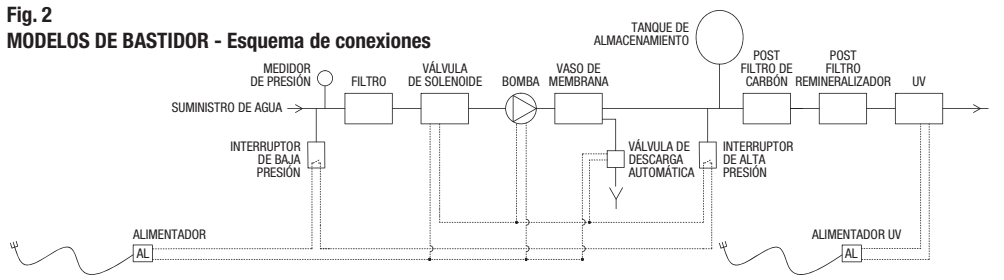 Fig. 2
MODELOS DE BASTIDOR - Esquema de conexiones
TANQUE DE
ALMACENAMIENTO
MEDIDOR
DE PRESIÓN
FILTRO
VÁLVULA
DE SOLENOIDE
BOMBA
VASO DE
MEMBRANA
POST
FILTRO DE
CARBÓN
POST
FILTRO
REMINERALIZADOR
UV
SUMINISTRO DE AGUA
INTERRUPTOR
DE BAJA
PRESIÓN
VÁLVULA DE
DESCARGA
AUTOMÁTICA
INTERRUPTOR
DE ALTA
PRESIÓN
ALIMENTADOR
AL
ALIMENTADOR UV
AL